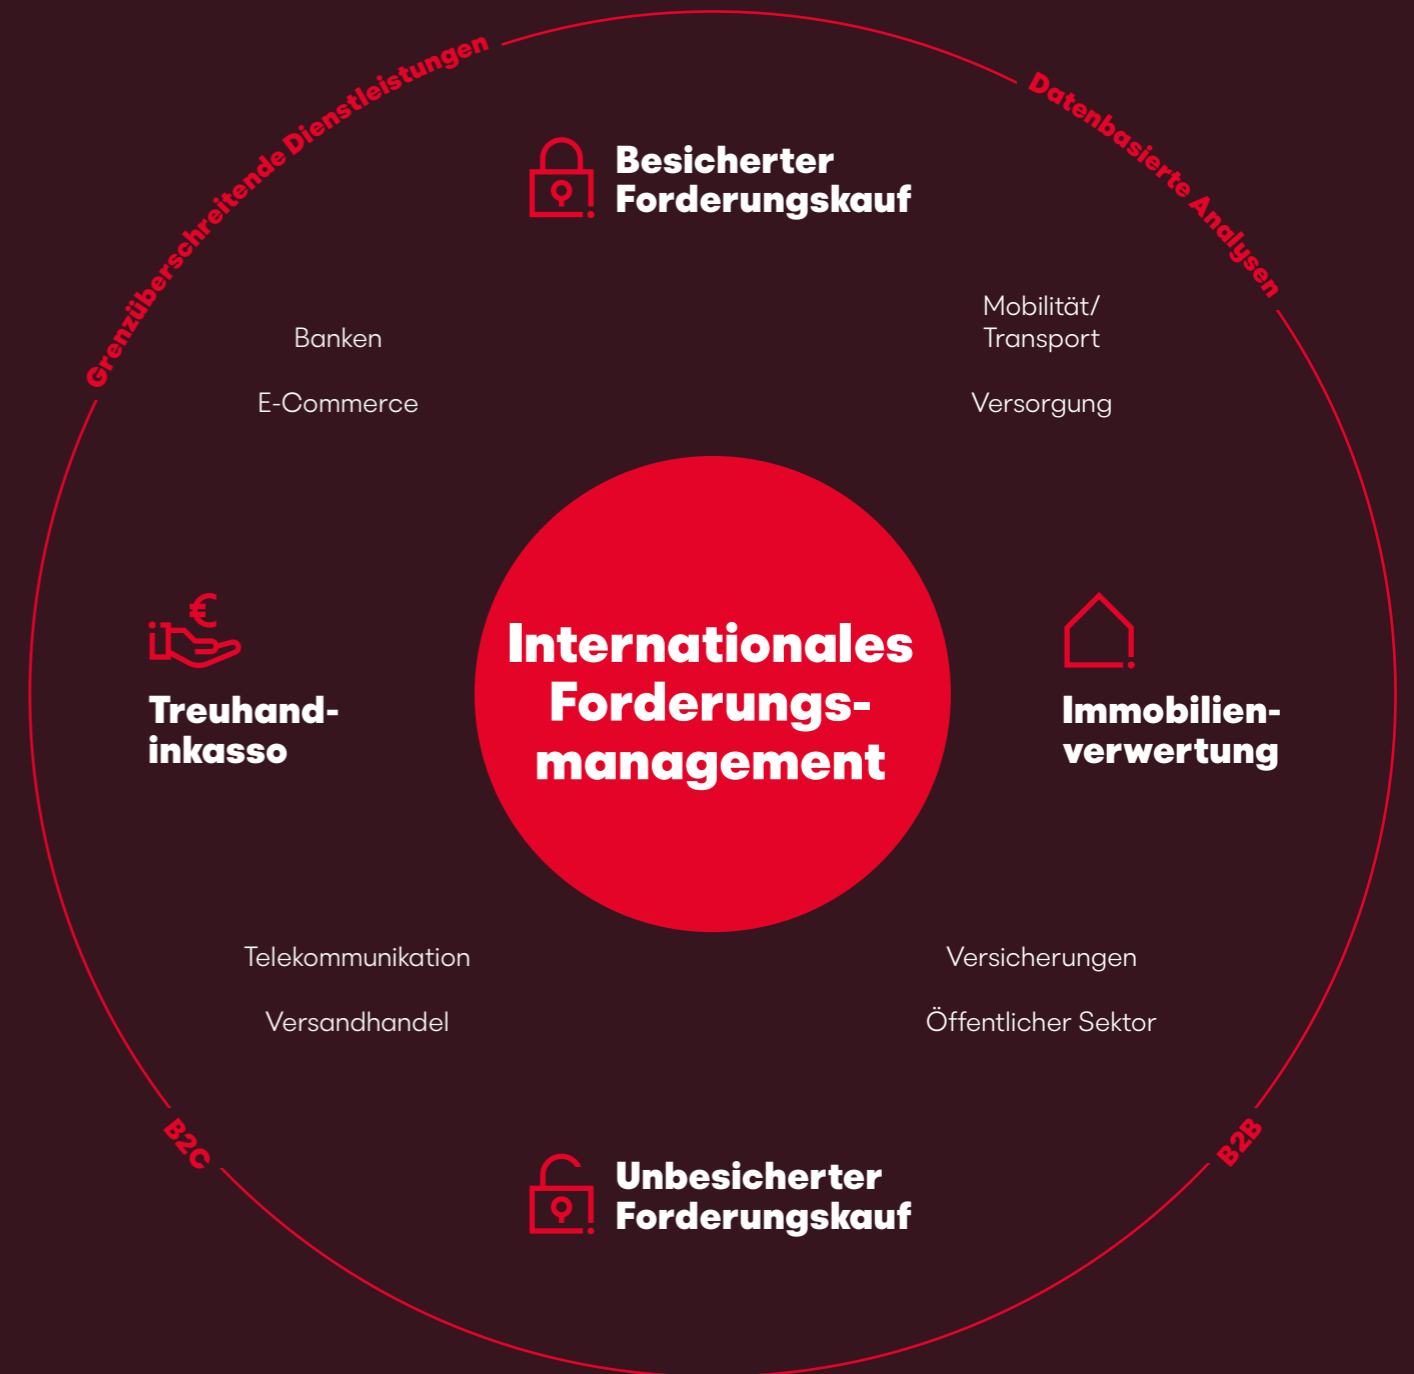 Grenzüberschreitende Dienstleistungen
Datenbasierte Analysen
Besicherter
Forderungskauf
Banken
E-Commerce
Mobilität/
Transport
Versorgung
Treuhand-
inkasso
Internationales
Forderungs-
management
Immobilien-
verwertung
Telekommunikation
Versandhandel
Versicherungen
Öffentlicher Sektor
B2C
B2B
Unbesicherter
Forderungskauf